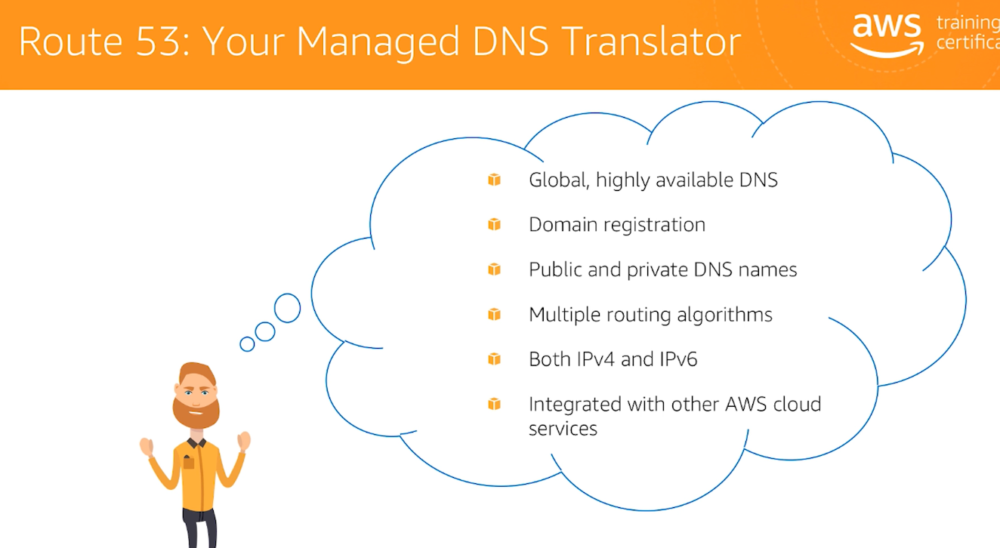 Route 53: Your Managed DNS Translator
aws
training
certifica
Global, highly available DNS
Domain registration
Public and private DNS names
Multiple routing algorithms
Both IPv4 and IPv6
Integrated with other AWS cloud
services